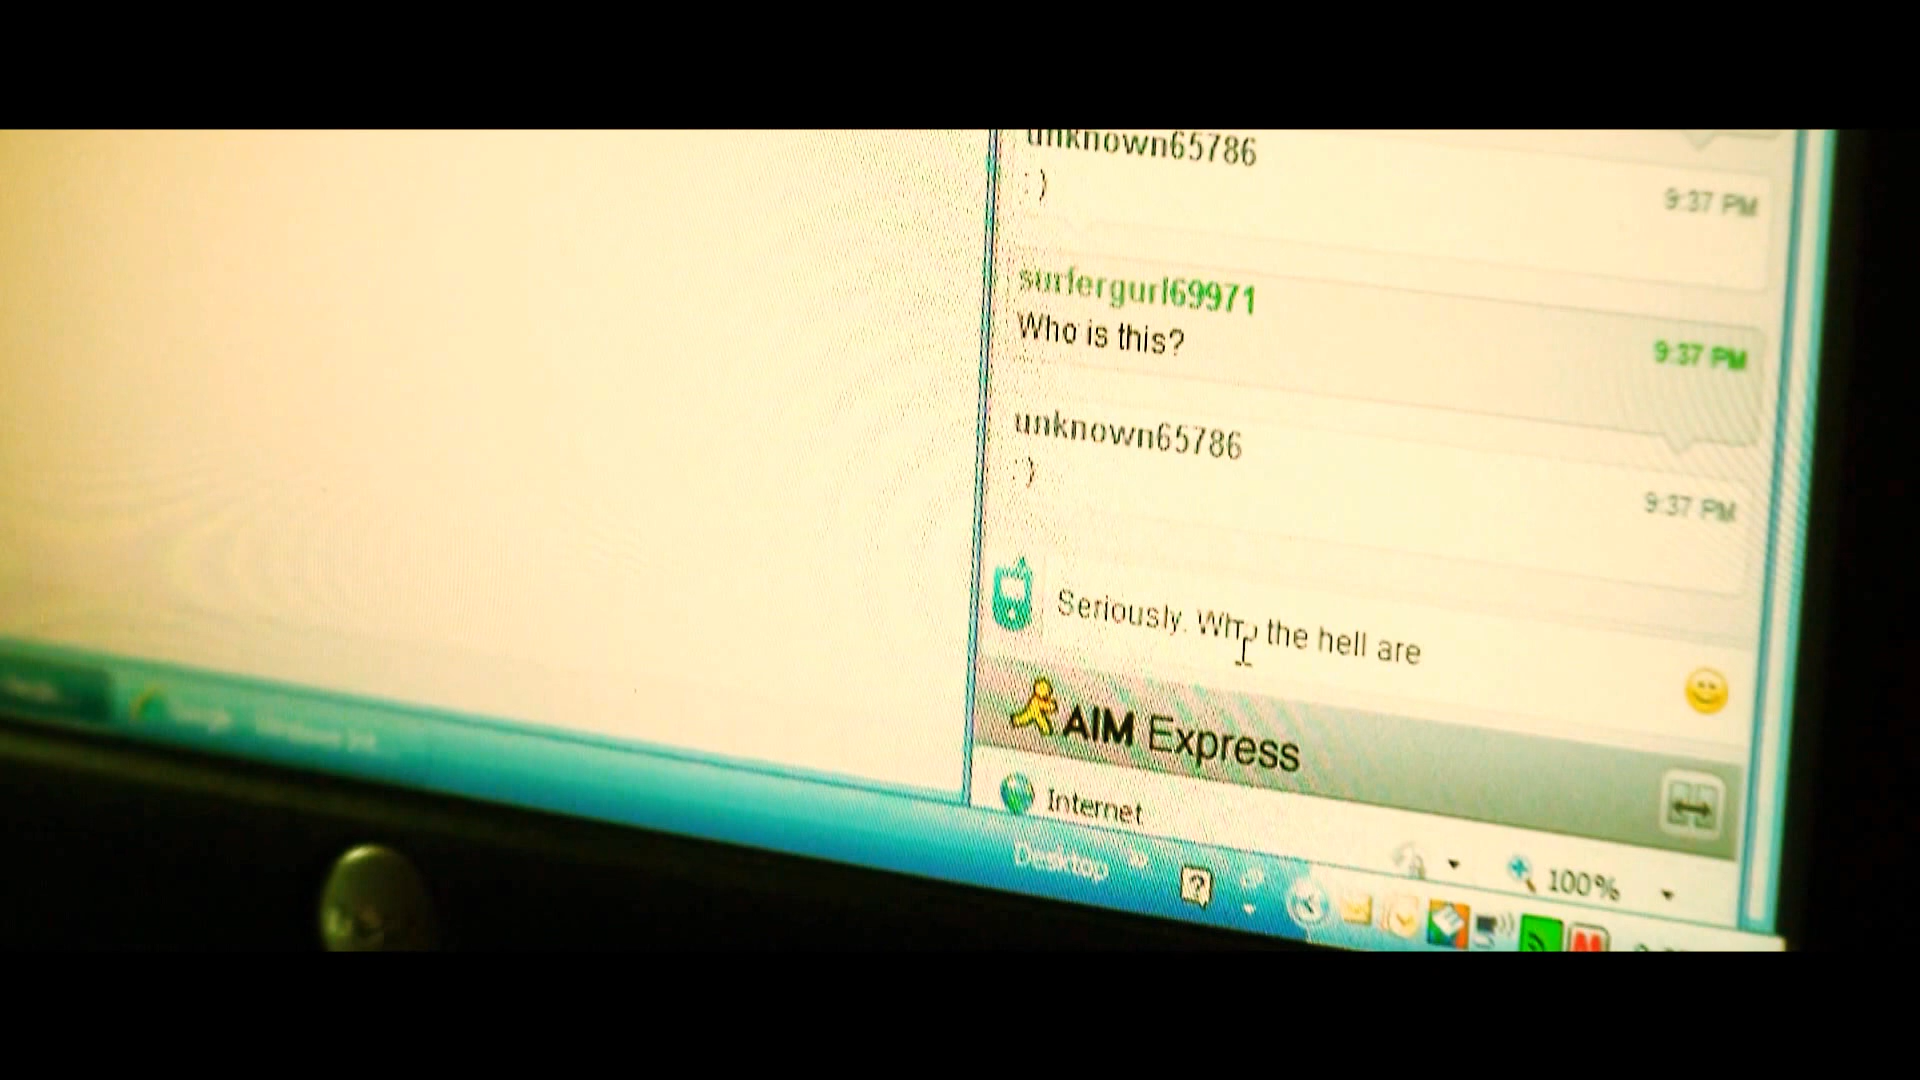 unknown65786
:)
9:37 PM
surfergurl69971
Who is this?
9:37 PM
unknown65786
:)
9:37 PM
Seriously. Who the hell are
AIM Express
Internet
100%
Desktop